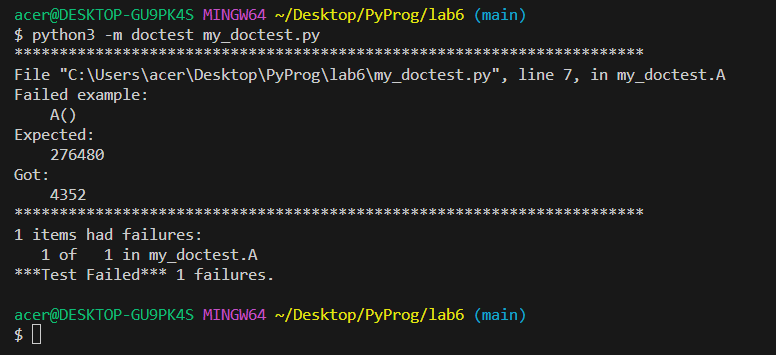 acer@DESKTOP-GU9PK4S MINGW64 ~/Desktop/PyProg/lab6 (main)
$ python3 -m doctest my_doctest.py
**********************************************************************
File "C:\Users\acer\Desktop\PyProg\lab6\my_doctest.py", line 7, in my_doctest.A
Failed example:
    A()
Expected:
    276480
Got:
    4352
**********************************************************************
1 items had failures:
   1 of   1 in my_doctest.A
***Test Failed*** 1 failures.

acer@DESKTOP-GU9PK4S MINGW64 ~/Desktop/PyProg/lab6 (main)
$